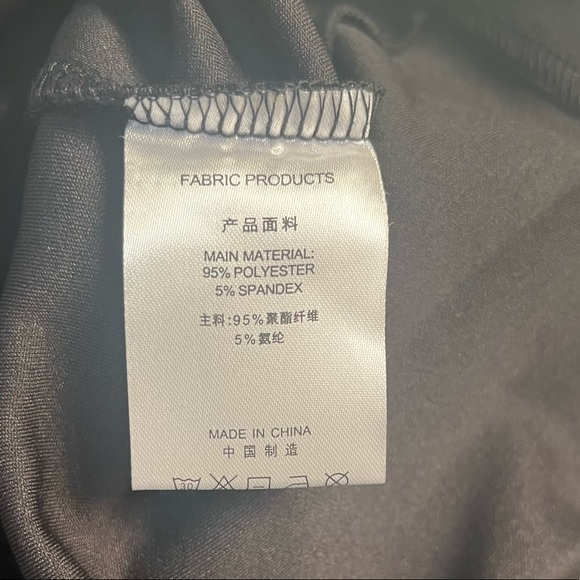 FABRIC PRODUCTS
产品面料
MAIN MATERIAL:
95% POLYESTER
5% SPANDEX
主料:95%聚酯纤维
5%氨纶
MADE IN CHINA
中国制造
30